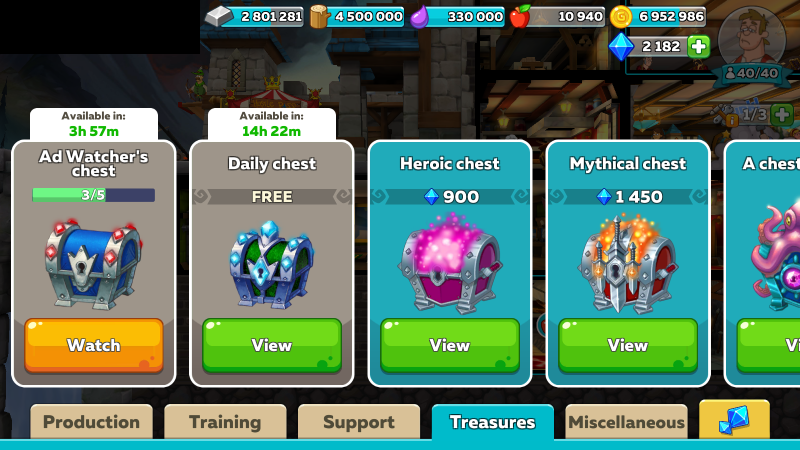 2 801 281
4 500 000
330 000
10 940
6 952 986
2 182
40/40
1/3
Available in:
3h 57m
Available in:
14h 22m
Ad Watcher's
chest
3/5
Daily chest
FREE
Heroic chest
900
Mythical chest
1 450
A chest
Watch
View
View
View
Vi
Production
Training
Support
Treasures
Miscellaneous